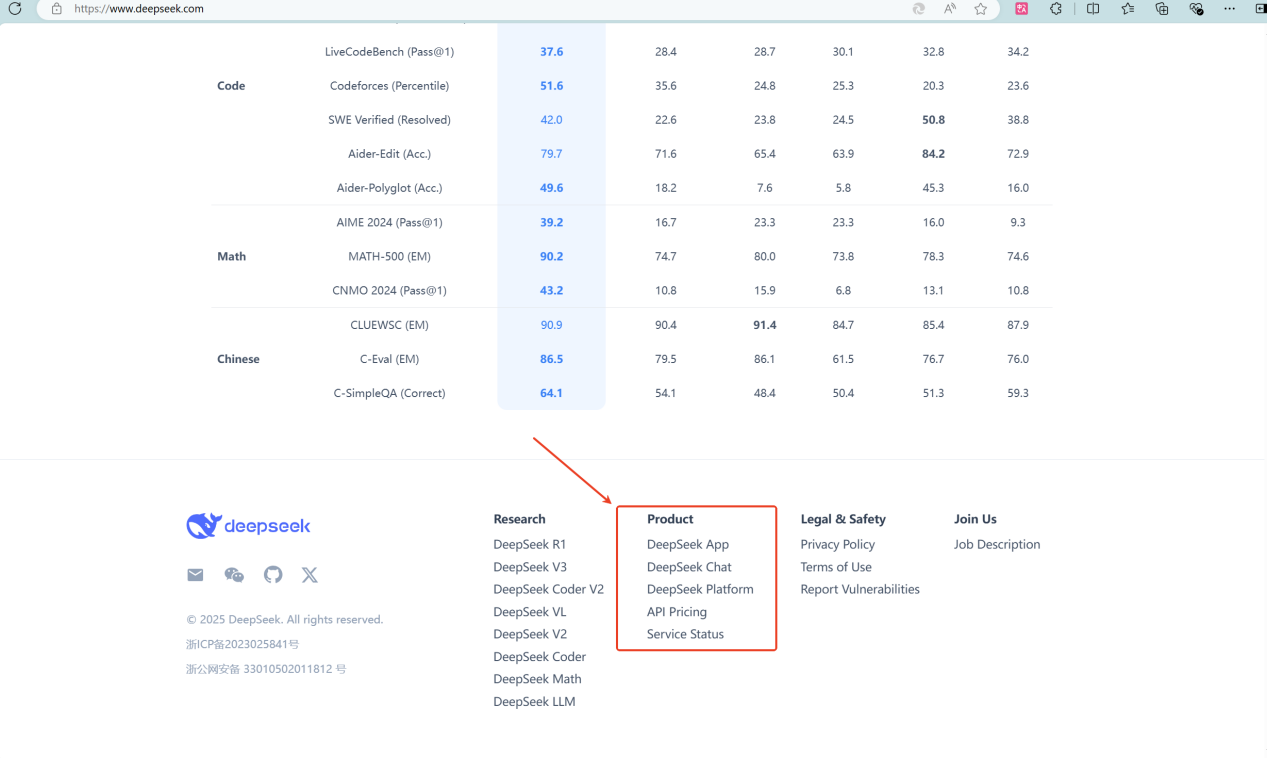 https://www.deepseek.com
LiveCodeBench (Pass@1) 37.6 28.4 28.7 30.1 32.8 34.2
Code Codeforces (Percentile) 51.6 35.6 24.8 25.3 20.3 23.6
SWE Verified (Resolved) 42.0 22.6 23.8 24.5 50.8 38.8
Aider-Edit (Acc.) 79.7 71.6 65.4 63.9 84.2 72.9
Aider-Polyglot (Acc.) 49.6 18.2 7.6 5.8 45.3 16.0
AIME 2024 (Pass@1) 39.2 16.7 23.3 23.3 16.0 9.3
Math MATH-500 (EM) 90.2 74.7 80.0 73.8 78.3 74.6
CNMO 2024 (Pass@1) 43.2 10.8 15.9 6.8 13.1 10.8
CLUEWSC (EM) 90.9 90.4 91.4 84.7 85.4 87.9
Chinese C-Eval (EM) 86.5 79.5 86.1 61.5 76.7 76.0
C-SimpleQA (Correct) 64.1 54.1 48.4 50.4 51.3 59.3
deepseek
© 2025 DeepSeek. All rights reserved.
浙ICP备2023025841号
浙公网安备 33010502011812 号
Research
DeepSeek R1
DeepSeek V3
DeepSeek Coder V2
DeepSeek VL
DeepSeek V2
DeepSeek Coder
DeepSeek Math
DeepSeek LLM
Product
DeepSeek App
DeepSeek Chat
DeepSeek Platform
API Pricing
Service Status
Legal & Safety
Privacy Policy
Terms of Use
Report Vulnerabilities
Join Us
Job Description